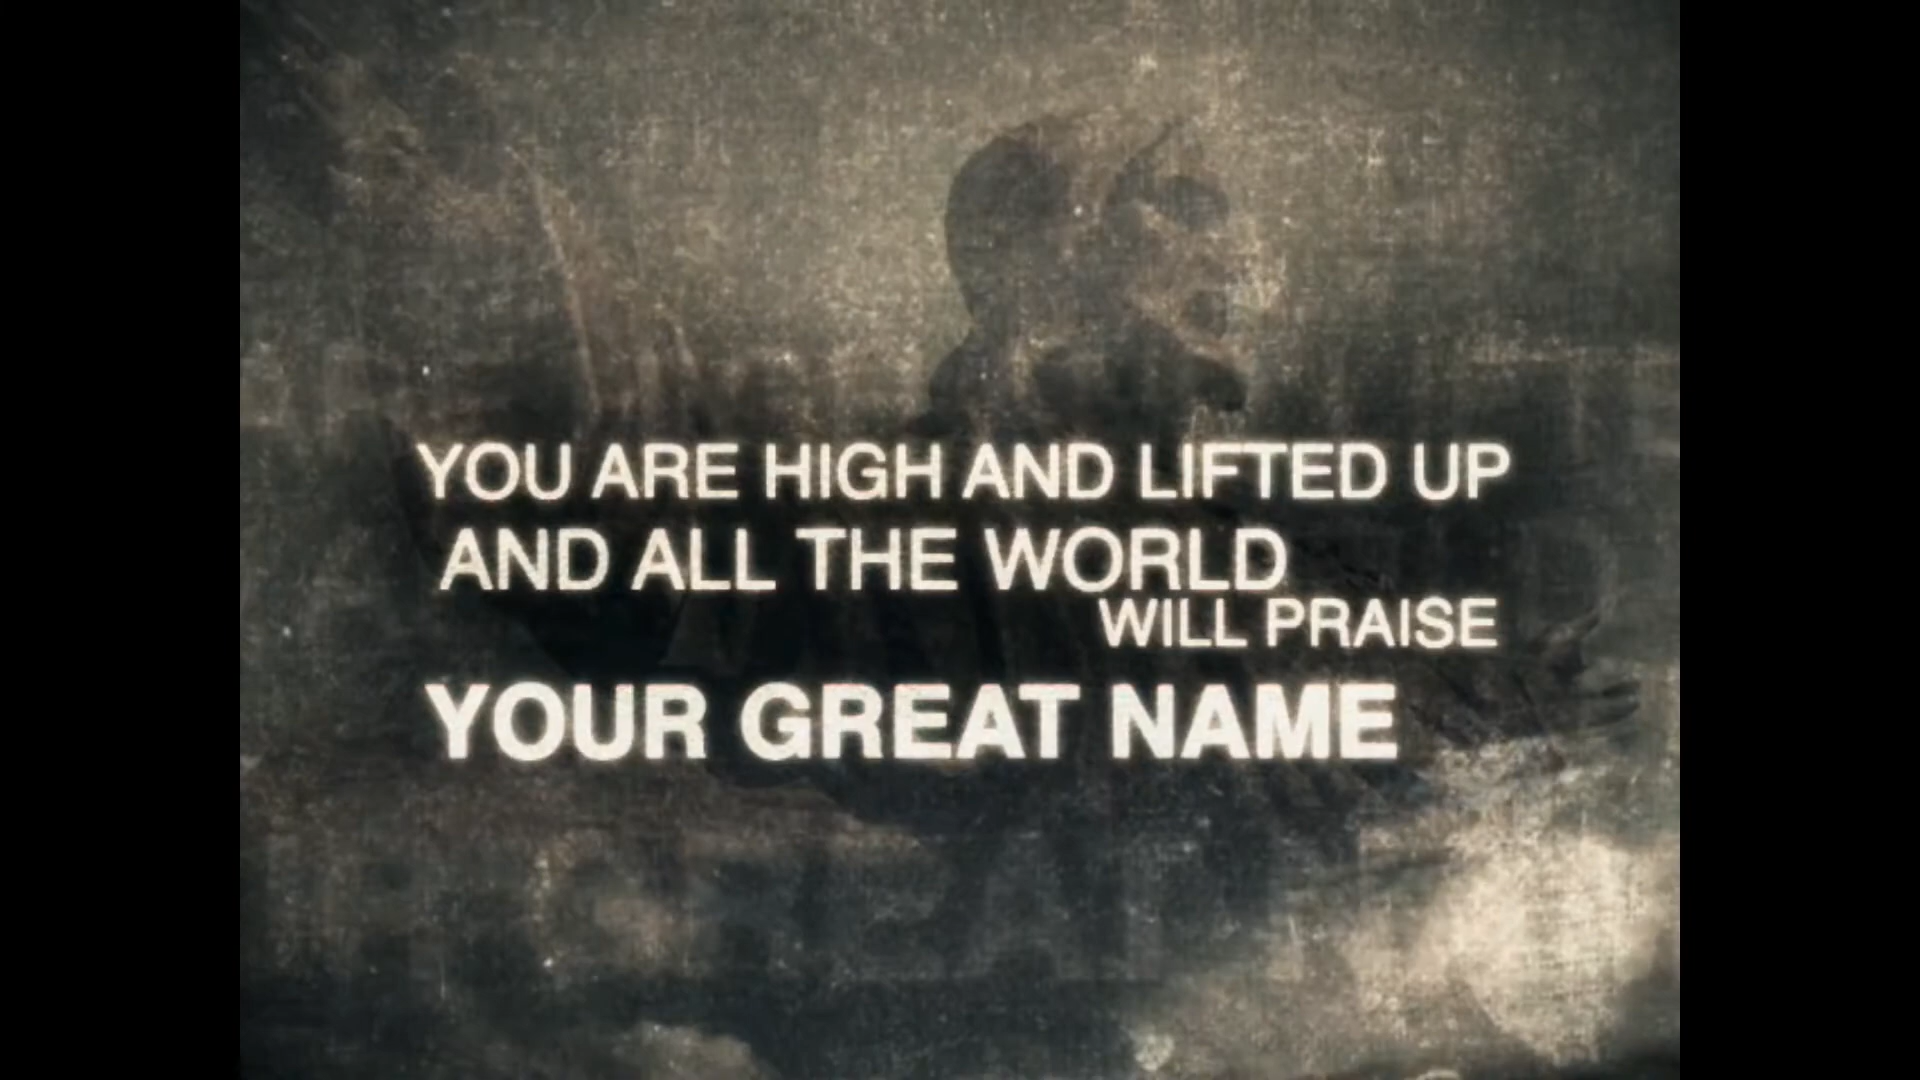 YOU ARE HIGH AND LIFTED UP
AND ALL THE WORLD
WILL PRAISE
YOUR GREAT NAME